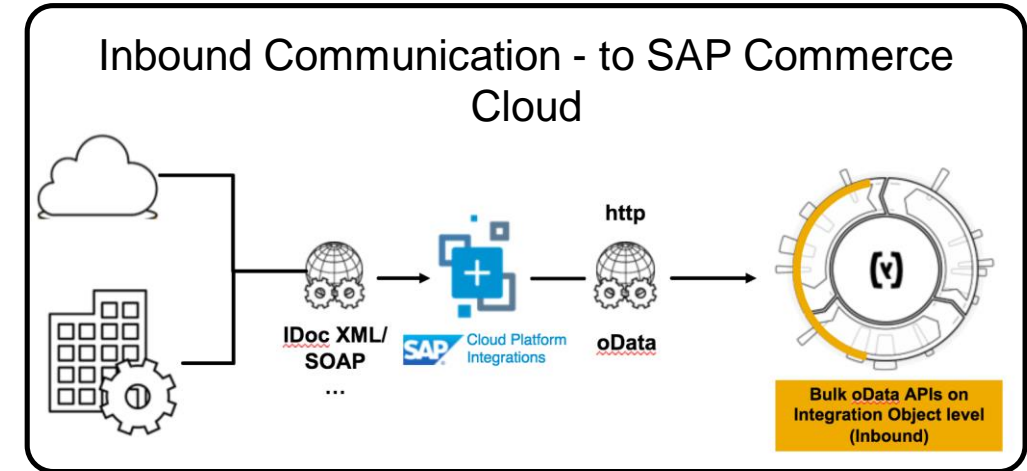 Inbound Communication - to SAP Commerce
Cloud
http
IDoc XML/
SOAP
...
SAP
Cloud Platform
Integrations
oData
Bulk oData APIs on
Integration Object level
(Inbound)